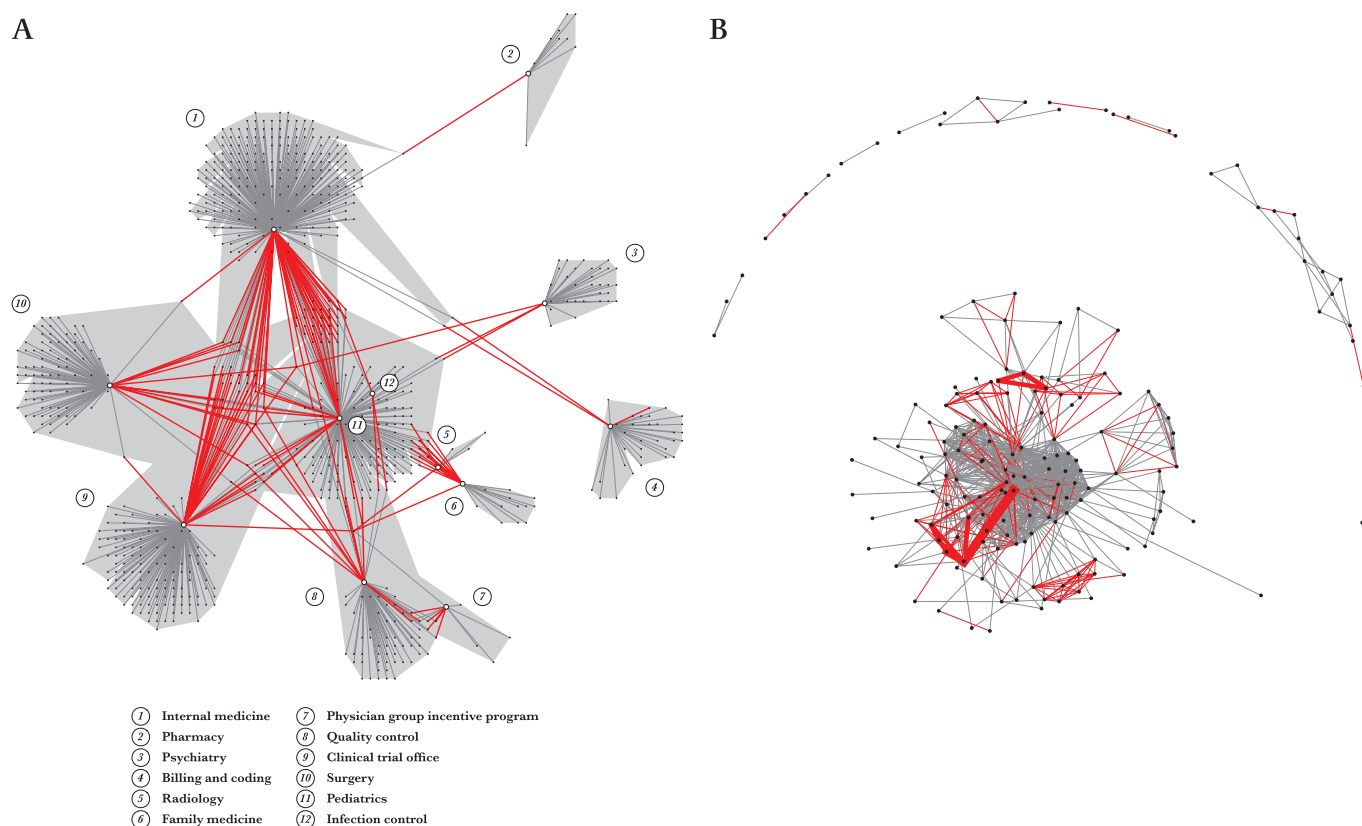 A
B
2
1
3
10
12
11
5
4
6
9
8
7
1 Internal medicine
2 Pharmacy
3 Psychiatry
4 Billing and coding
5 Radiology
6 Family medicine
7 Physician group incentive program
8 Quality control
9 Clinical trial office
10 Surgery
11 Pediatrics
12 Infection control